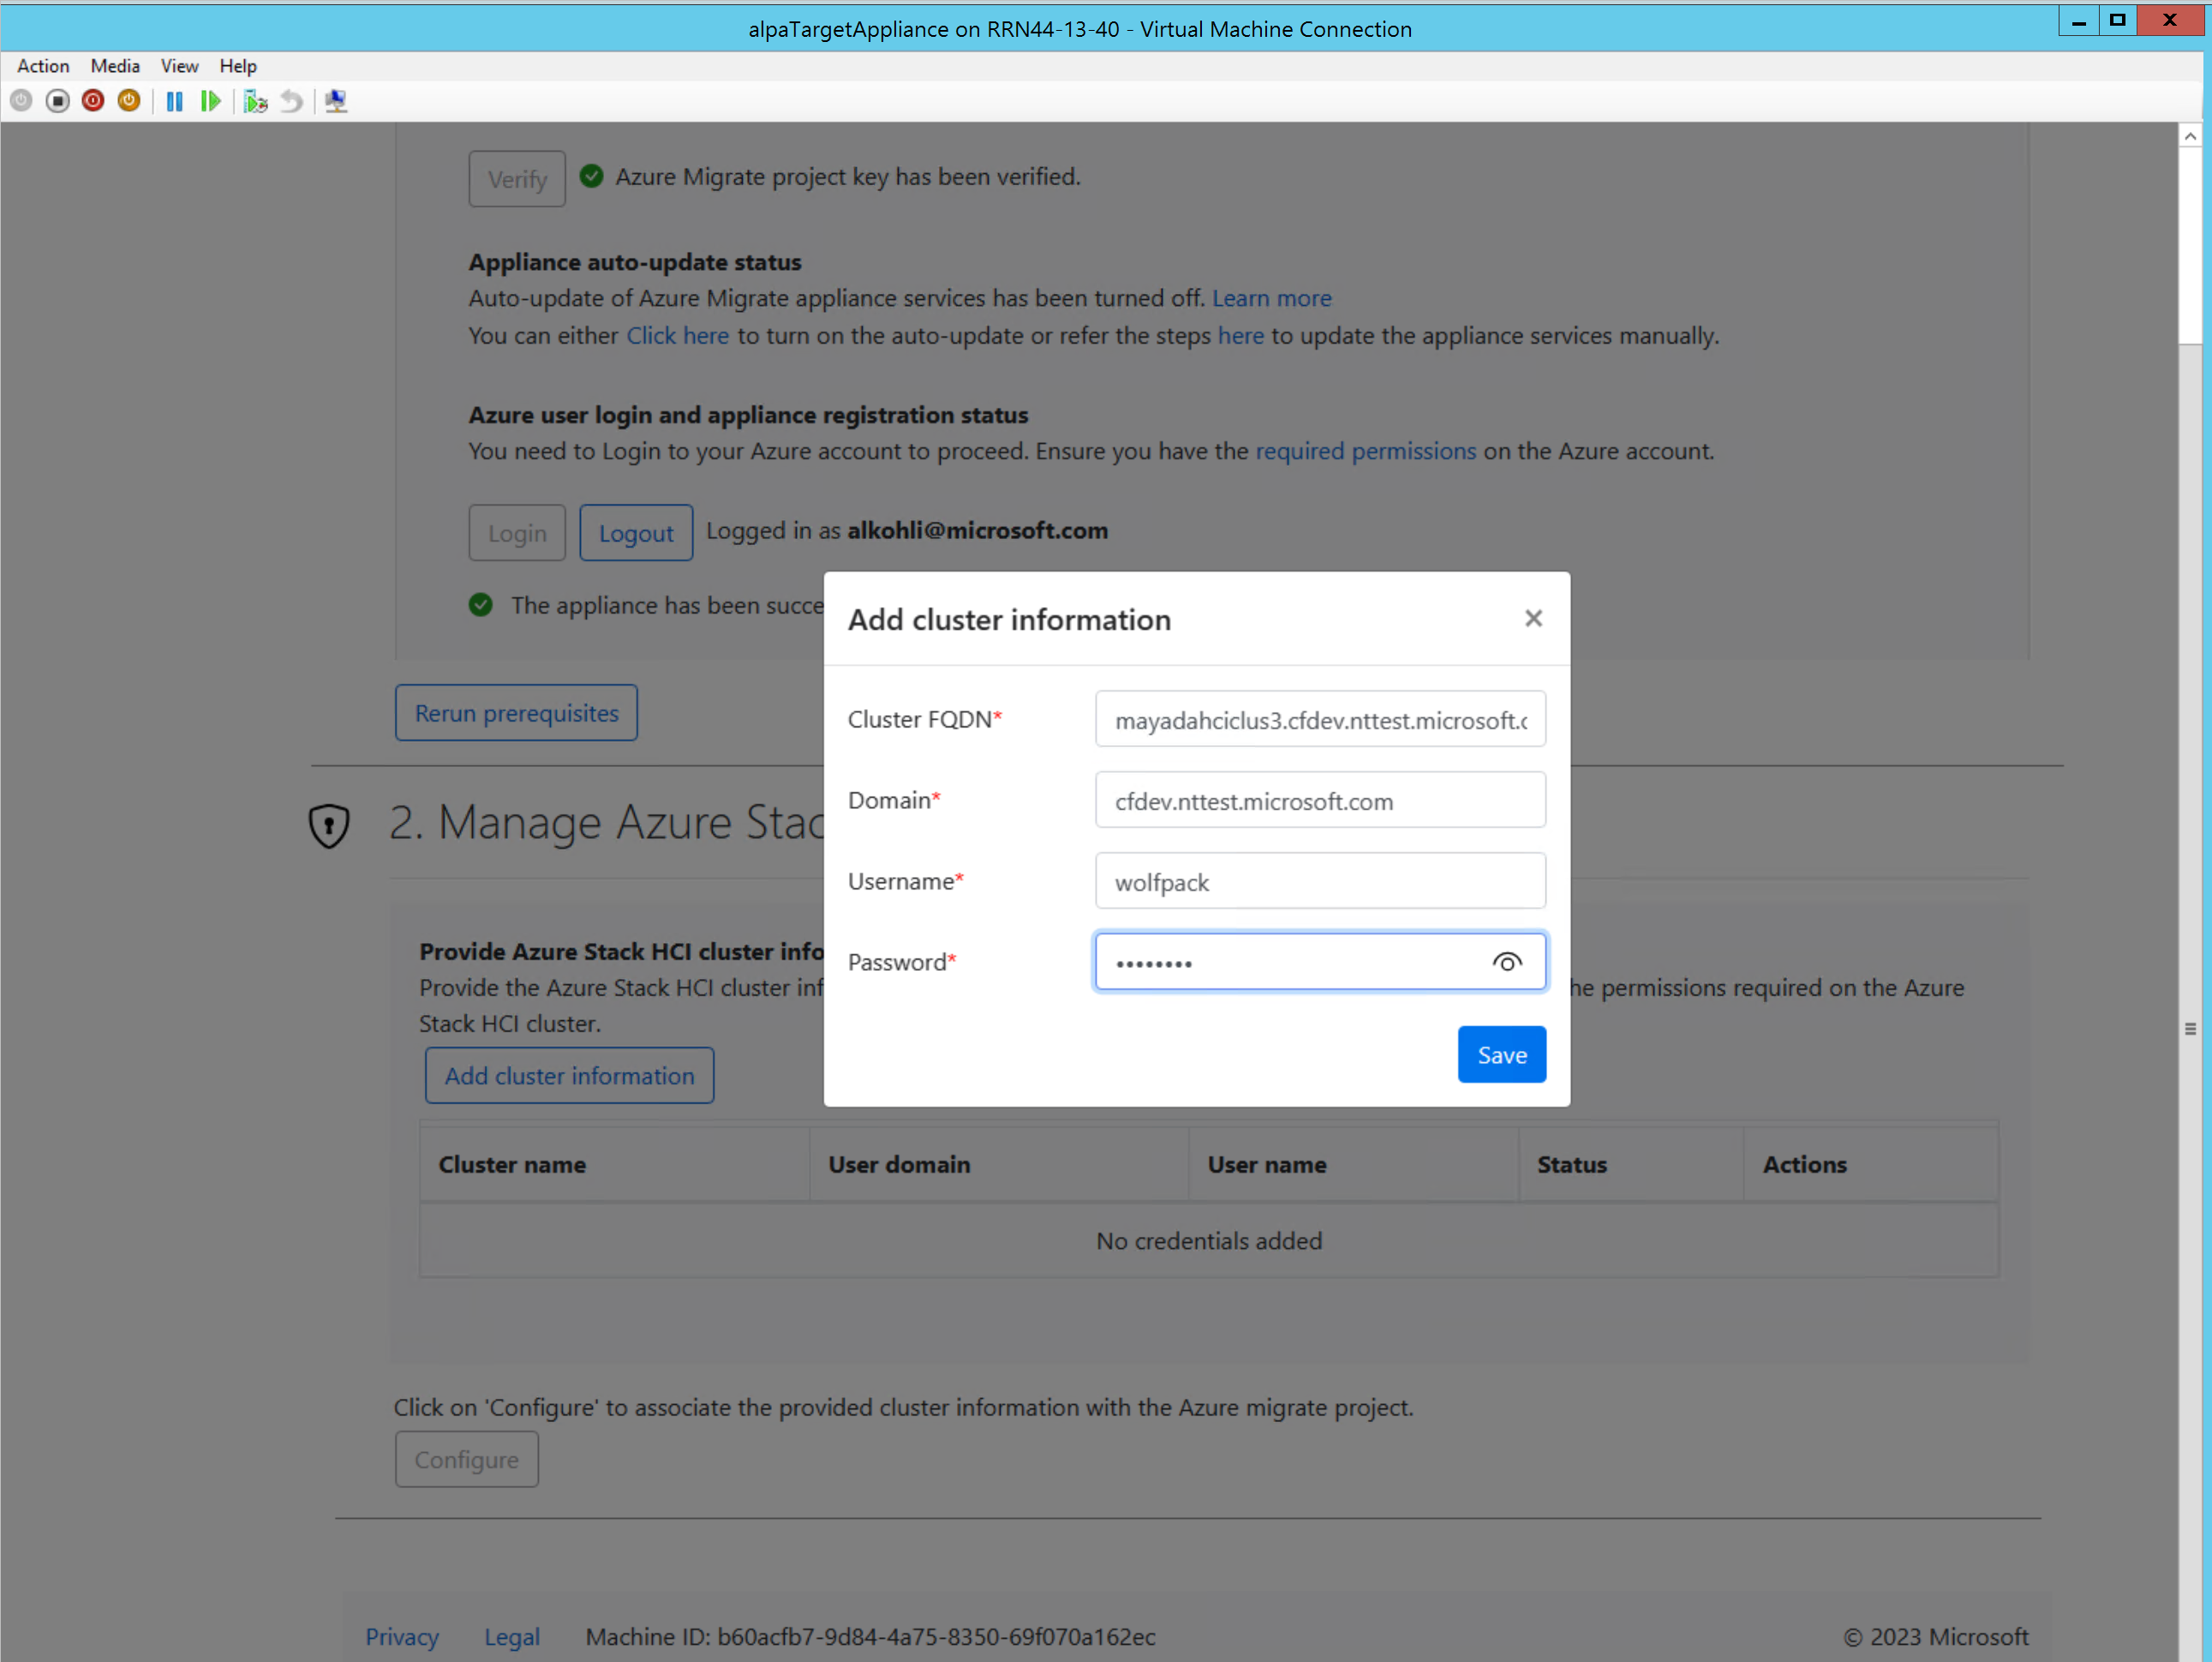 alpaTargetAppliance on RRN44-13-40 - Virtual Machine Connection
Action Media View Help
Verify Azure Migrate project key has been verified.
Appliance auto-update status
Auto-update of Azure Migrate appliance services has been turned off. Learn more
You can either Click here to turn on the auto-update or refer the steps here to update the appliance services manually.
Azure user login and appliance registration status
You need to Login to your Azure account to proceed. Ensure you have the required permissions on the Azure account.
Login Logout Logged in as alkohli@microsoft.com
The appliance has been succe
Rerun prerequisites
Add cluster information
Cluster FQDN* mayadahciclus3.cfdev.nttest.microsoft.c
Domain* cfdev.nttest.microsoft.com
Username* wolfpack
Password* ••••••••
Save
2. Manage Azure Stac
Provide Azure Stack HCI cluster info
Provide the Azure Stack HCI cluster inf he permissions required on the Azure
Stack HCI cluster.
Add cluster information
Cluster name User domain User name Status Actions
No credentials added
Click on 'Configure' to associate the provided cluster information with the Azure migrate project.
Configure
Privacy Legal Machine ID: b60acfb7-9d84-4a75-8350-69f070a162ec © 2023 Microsoft